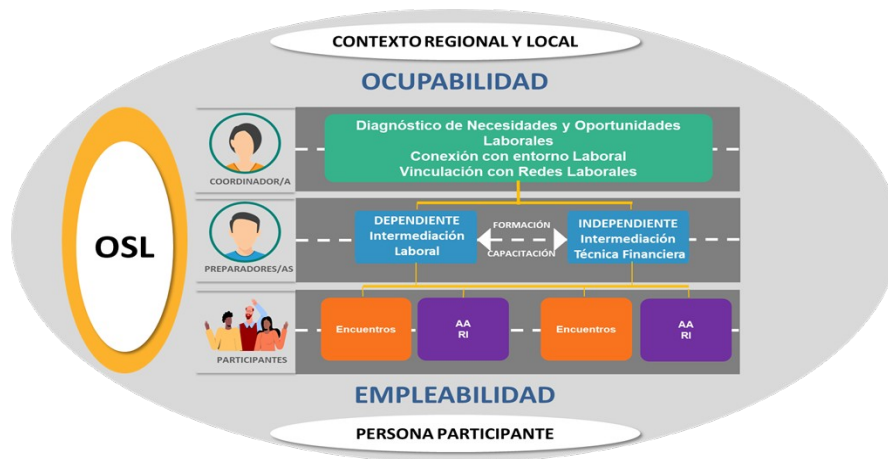 CONTEXTO REGIONAL Y LOCAL
OCUPABILIDAD
OSL
COORDINADOR/A
Diagnóstico de Necesidades y Oportunidades
Laborales
Conexión con entorno Laboral
Vinculación con Redes Laborales
PREPARADORES/AS
DEPENDIENTE
Intermediación
Laboral
FORMACIÓN
CAPACITACIÓN
INDEPENDIENTE
Intermediación
Técnica Financiera
PARTICIPANTES
Encuentros
AA
RI
Encuentros
AA
RI
EMPLEABILIDAD
PERSONA PARTICIPANTE